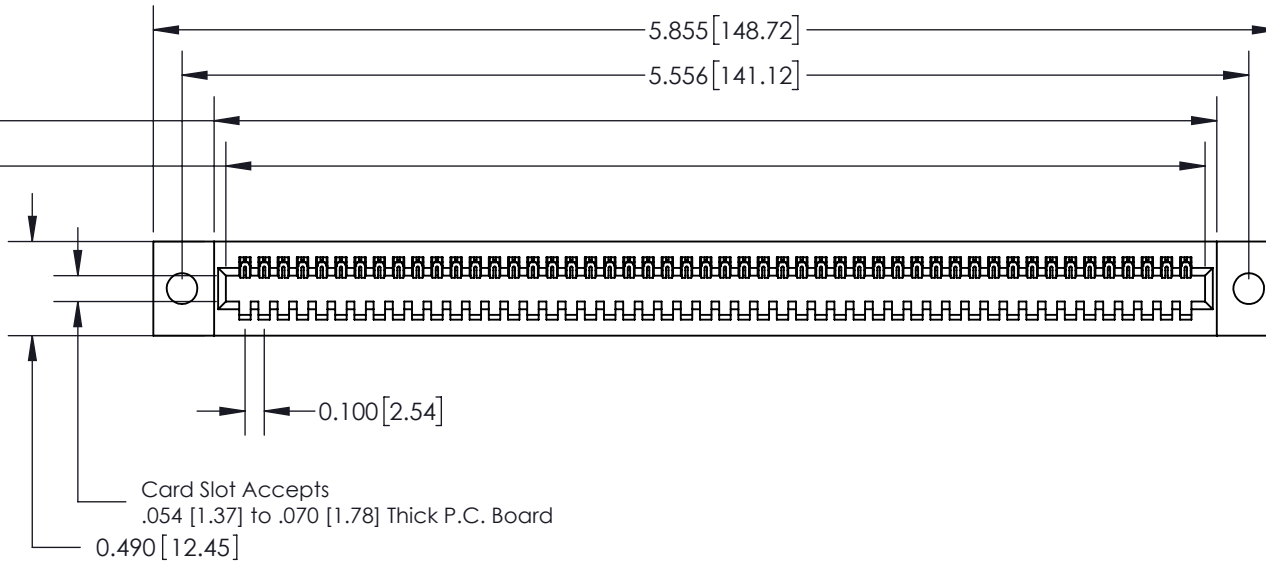 5.855[148.72]
5.556[141.12]
0.100[2.54]
Card Slot Accepts
.054 [1.37] to .070 [1.78] Thick P.C. Board
0.490[12.45]